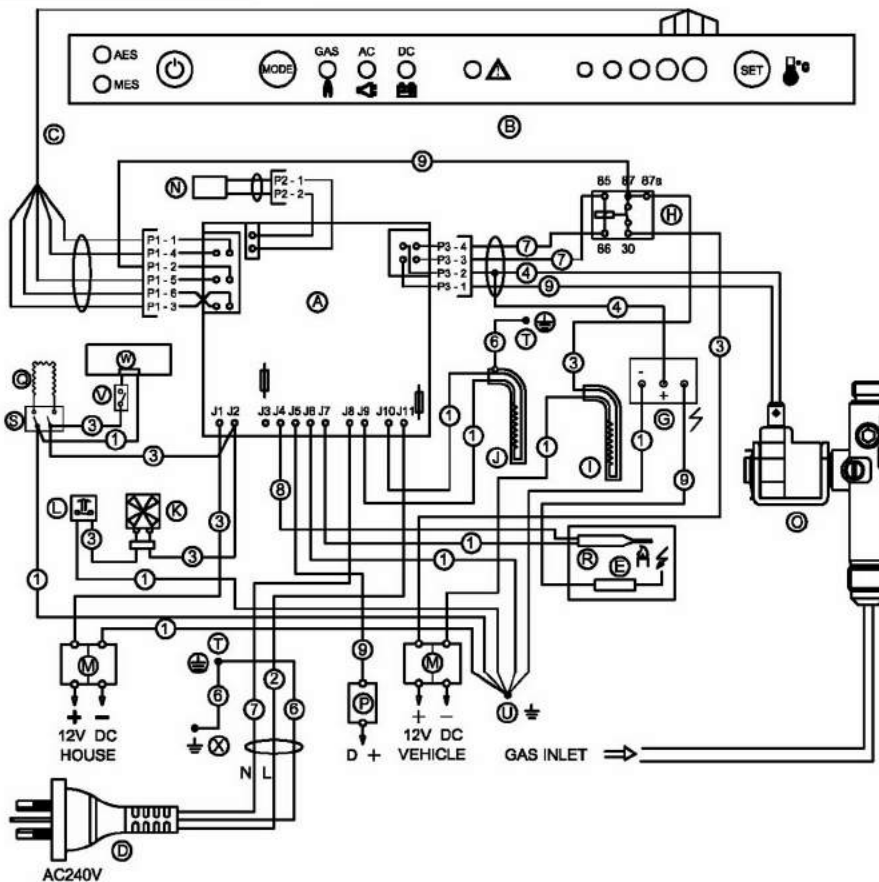 GAS AC DC
AES
MES
MODE
SET
°C
C
B
9
N
P2 - 1
P2 - 2
85 87 87a
H
86 30
P1 - 1
P1 - 4
P1 - 2
P1 - 5
P1 - 6
P1 - 3
A
P3 - 4
P3 - 3
P3 - 2
P3 - 1
7
7
4
9
4
6
T
3
3
W
Q
V
S
3
1
3
- +
G
1
1
J
1
I
1
1
9
O
J1 J2 J3 J4 J5 J6 J7 J8 J9 J10 J11
L
K
3
3
3
8
1
1
R
E
1
1
1
M
T
6
7
2
6
9
P
M
U
X
+ -
12V DC
HOUSE
N L
D +
+ -
12V DC
VEHICLE
GAS INLET
D
AC240V